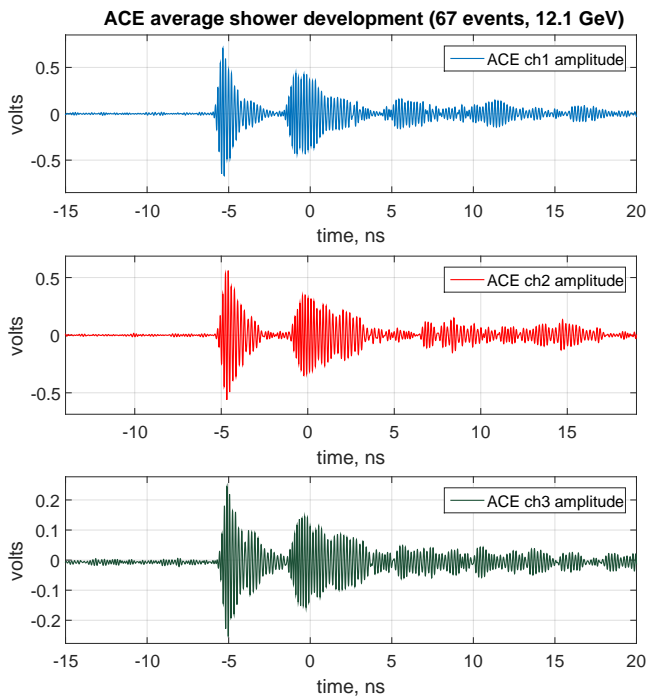 ACE average shower development (67 events, 12.1 GeV)
ACE ch1 amplitude
0.5
0
-0.5
volts
-15 -10 -5 0 5 10 15 20
time, ns
ACE ch2 amplitude
0.5
0
-0.5
volts
-10 -5 0 5 10 15
time, ns
ACE ch3 amplitude
0.2
0.1
0
-0.1
-0.2
volts
-15 -10 -5 0 5 10 15 20
time, ns